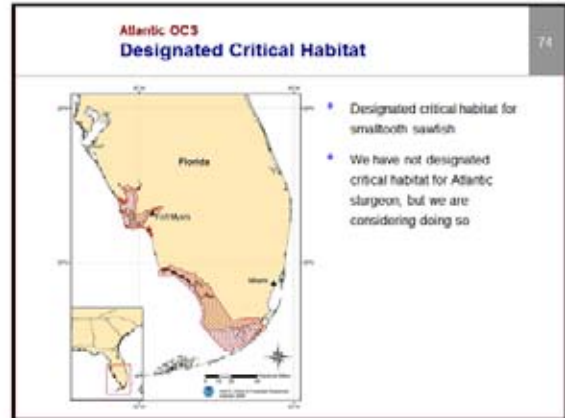 Atlantic OCS
Designated Critical Habitat
74
Florida
Fort Myers
Miami
Designated critical habitat for
smalltooth sawfish
We have not designated
critical habitat for Atlantic
sturgeon, but we are
considering doing so